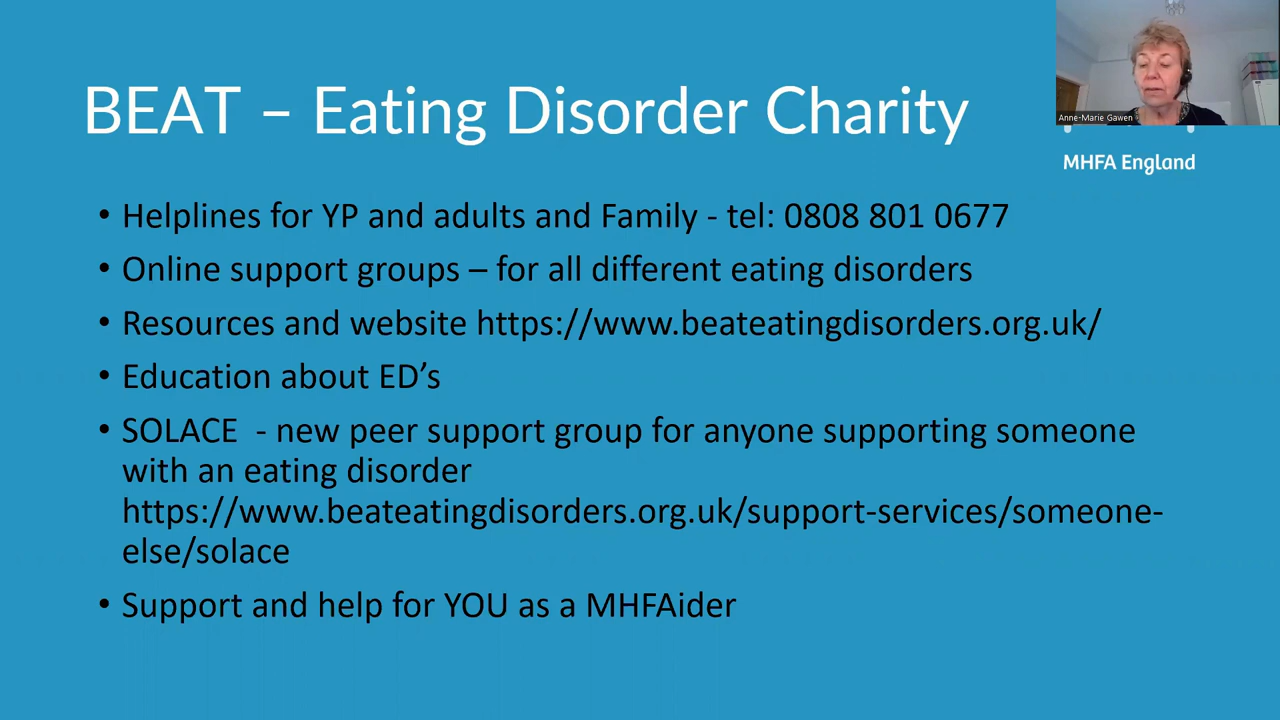 BEAT – Eating Disorder Charity
Anne-Marie Gawen
MHFA England
• Helplines for YP and adults and Family - tel: 0808 801 0677
• Online support groups – for all different eating disorders
• Resources and website https://www.beateatingdisorders.org.uk/
• Education about ED’s
• SOLACE  - new peer support group for anyone supporting someone
with an eating disorder
https://www.beateatingdisorders.org.uk/support-services/someone-
else/solace
• Support and help for YOU as a MHFAider